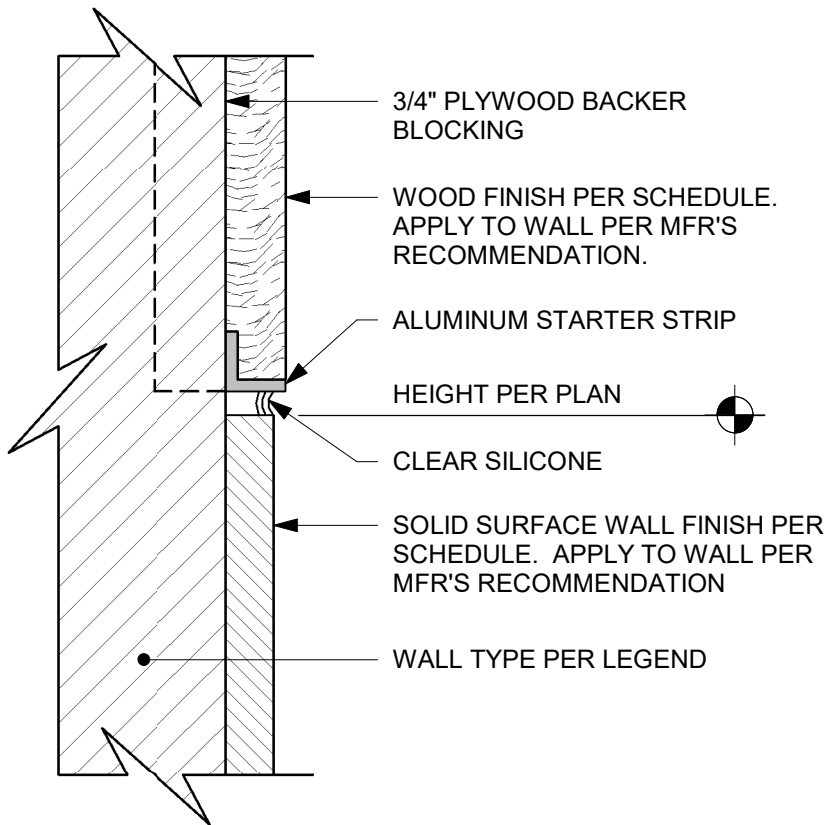 3/4" PLYWOOD BACKER
BLOCKING
WOOD FINISH PER SCHEDULE.
APPLY TO WALL PER MFR'S
RECOMMENDATION.
ALUMINUM STARTER STRIP
HEIGHT PER PLAN
CLEAR SILICONE
SOLID SURFACE WALL FINISH PER
SCHEDULE.  APPLY TO WALL PER
MFR'S RECOMMENDATION
WALL TYPE PER LEGEND